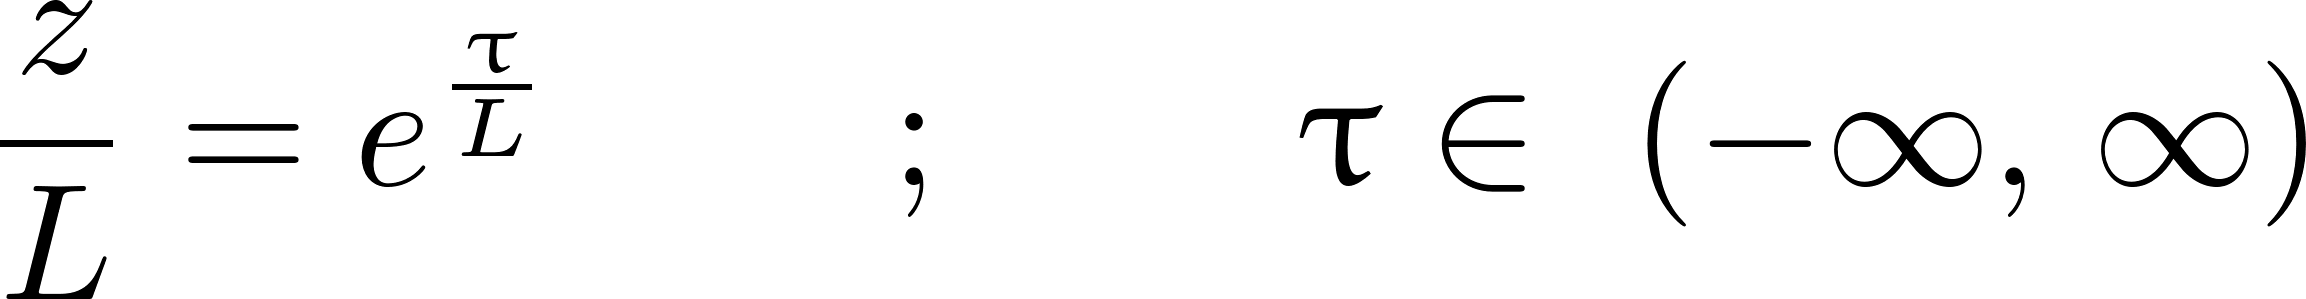 z/L = e^{τ/L} ; τ ∈ (−∞, ∞)